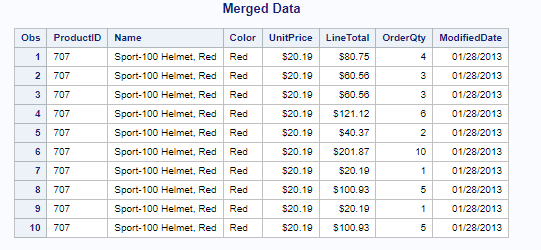 Merged Data
Obs ProductID Name Color UnitPrice LineTotal OrderQty ModifiedDate
1 707 Sport-100 Helmet, Red Red $20.19 $80.75 4 01/28/2013
2 707 Sport-100 Helmet, Red Red $20.19 $60.56 3 01/28/2013
3 707 Sport-100 Helmet, Red Red $20.19 $60.56 3 01/28/2013
4 707 Sport-100 Helmet, Red Red $20.19 $121.12 6 01/28/2013
5 707 Sport-100 Helmet, Red Red $20.19 $40.37 2 01/28/2013
6 707 Sport-100 Helmet, Red Red $20.19 $201.87 10 01/28/2013
7 707 Sport-100 Helmet, Red Red $20.19 $20.19 1 01/28/2013
8 707 Sport-100 Helmet, Red Red $20.19 $100.93 5 01/28/2013
9 707 Sport-100 Helmet, Red Red $20.19 $20.19 1 01/28/2013
10 707 Sport-100 Helmet, Red Red $20.19 $100.93 5 01/28/2013